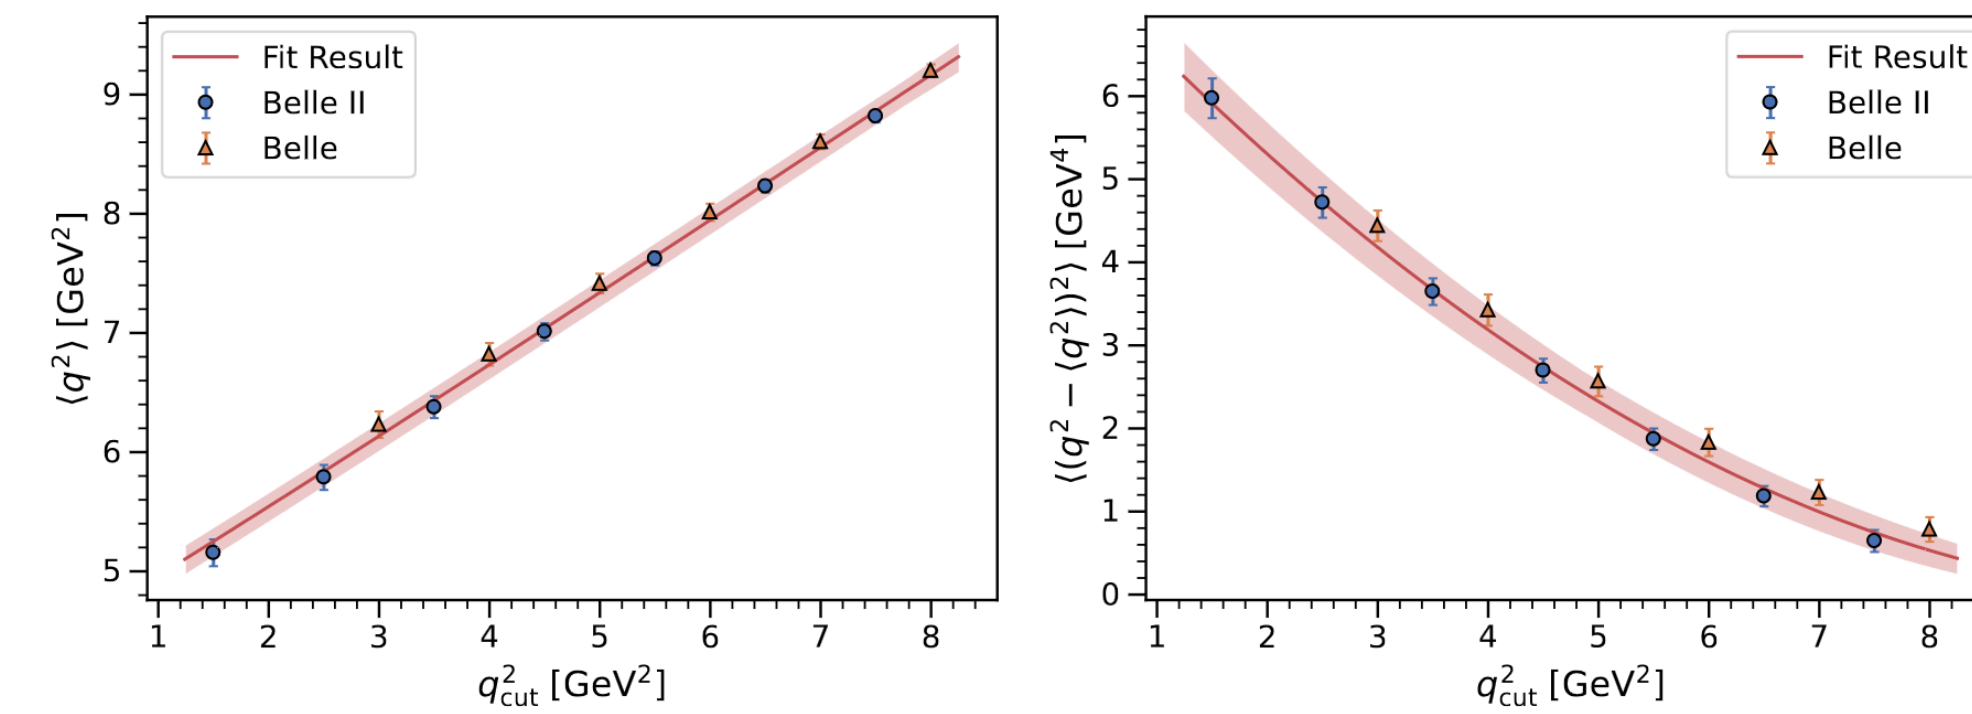 Fit Result
Belle II
Belle
9
8
7
6
5
⟨q²⟩ [GeV²]
1 2 3 4 5 6 7 8
q²cut [GeV²]
Fit Result
Belle II
Belle
6
5
4
3
2
1
0
⟨(q² − ⟨q²⟩)²⟩ [GeV⁴]
1 2 3 4 5 6 7 8
q²cut [GeV²]